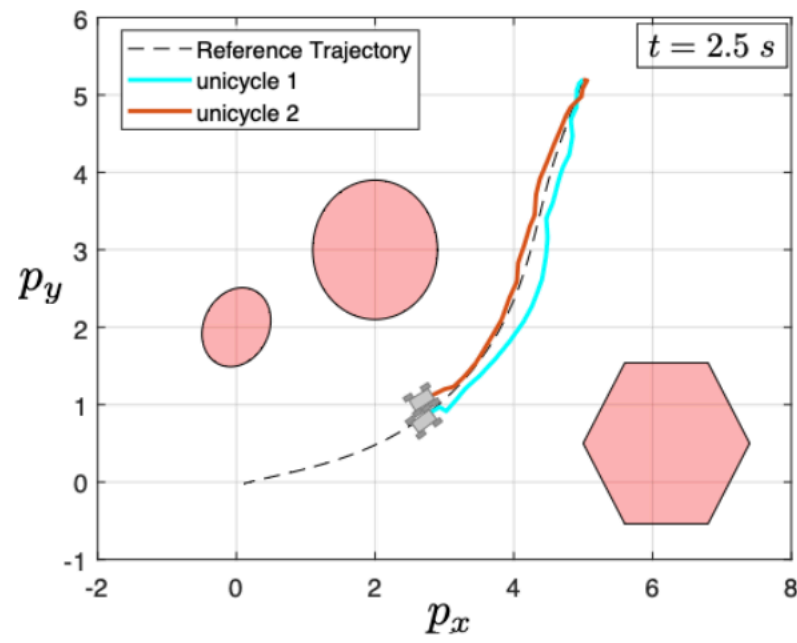 6
Reference Trajectory
t = 2.5 s
unicycle 1
5
unicycle 2
4
3
p_y
2
1
0
-1
-2 0 2 4 6 8
p_x